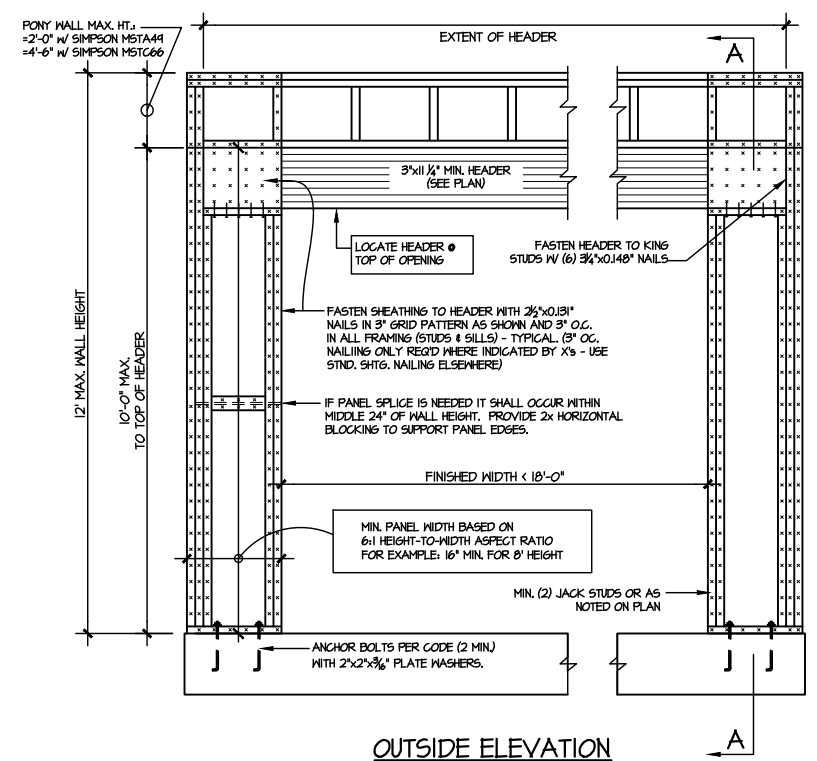 PONY WALL MAX. HT.:
=2'-0" W/ SIMPSON MSTA49
=4'-6" W/ SIMPSON MSTC66
EXTENT OF HEADER
A
3"x11 1/4" MIN. HEADER
(SEE PLAN)
LOCATE HEADER @
TOP OF OPENING
FASTEN HEADER TO KING
STUDS W/ (6) 3/4"x0.148" NAILS
12' MAX. WALL HEIGHT
10'-0" MAX.
TO TOP OF HEADER
FASTEN SHEATHING TO HEADER WITH 2½"x0.131"
NAILS IN 3" GRID PATTERN AS SHOWN AND 3" O.C.
IN ALL FRAMING (STUDS & SILLS) - TYPICAL. (3" OC.
NAILIING ONLY REQ'D WHERE INDICATED BY X's - USE
STND. SHTG. NAILING ELSEWHERE)
IF PANEL SPLICE IS NEEDED IT SHALL OCCUR WITHIN
MIDDLE 24" OF WALL HEIGHT. PROVIDE 2x HORIZONTAL
BLOCKING TO SUPPORT PANEL EDGES.
FINISHED WIDTH < 18'-0"
MIN. PANEL WIDTH BASED ON
6:1 HEIGHT-TO-WIDTH ASPECT RATIO
FOR EXAMPLE: 16" MIN. FOR 8' HEIGHT
MIN. (2) JACK STUDS OR AS
NOTED ON PLAN
ANCHOR BOLTS PER CODE (2 MIN.)
WITH 2"x2"x3/16" PLATE WASHERS.
A
OUTSIDE ELEVATION